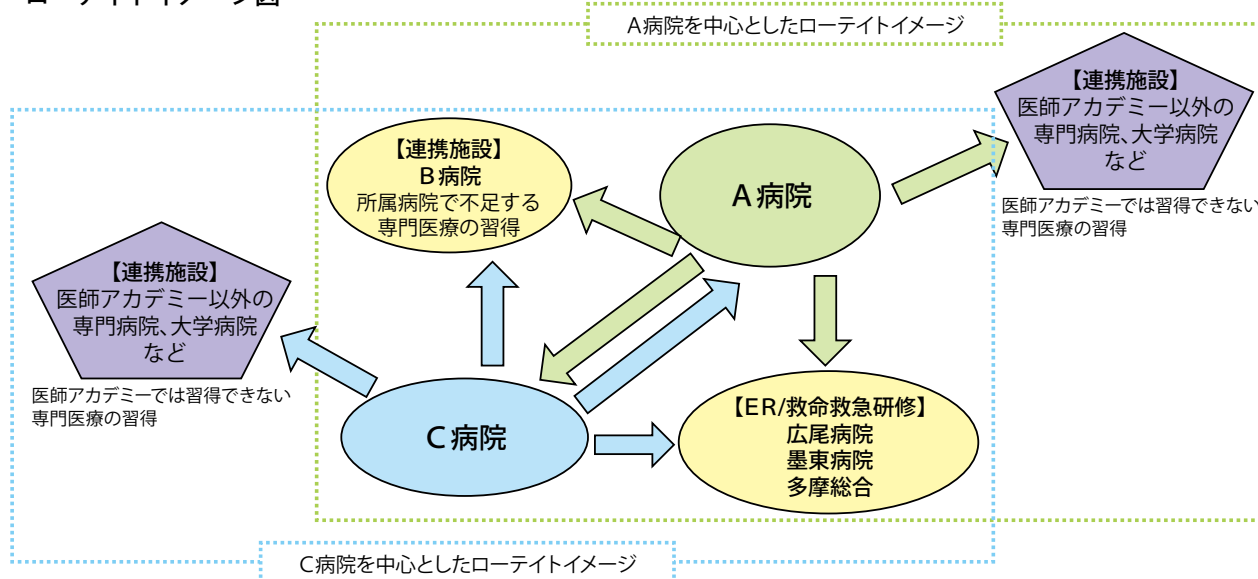 ローテイトイメージ図
A病院を中心としたローテイトイメージ
【連携施設】
医師アカデミー以外の
専門病院、大学病院
など
医師アカデミーでは習得できない
専門医療の習得
【連携施設】
B病院
所属病院で不足する
専門医療の習得
A病院
【連携施設】
医師アカデミー以外の
専門病院、大学病院
など
医師アカデミーでは習得できない
専門医療の習得
C病院
【ER/救命救急研修】
広尾病院
墨東病院
多摩総合
C病院を中心としたローテイトイメージ